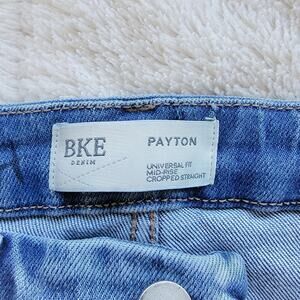 BKE
DENIM
PAYTON
UNIVERSAL FIT
MID-RISE
CROPPED STRAIGHT